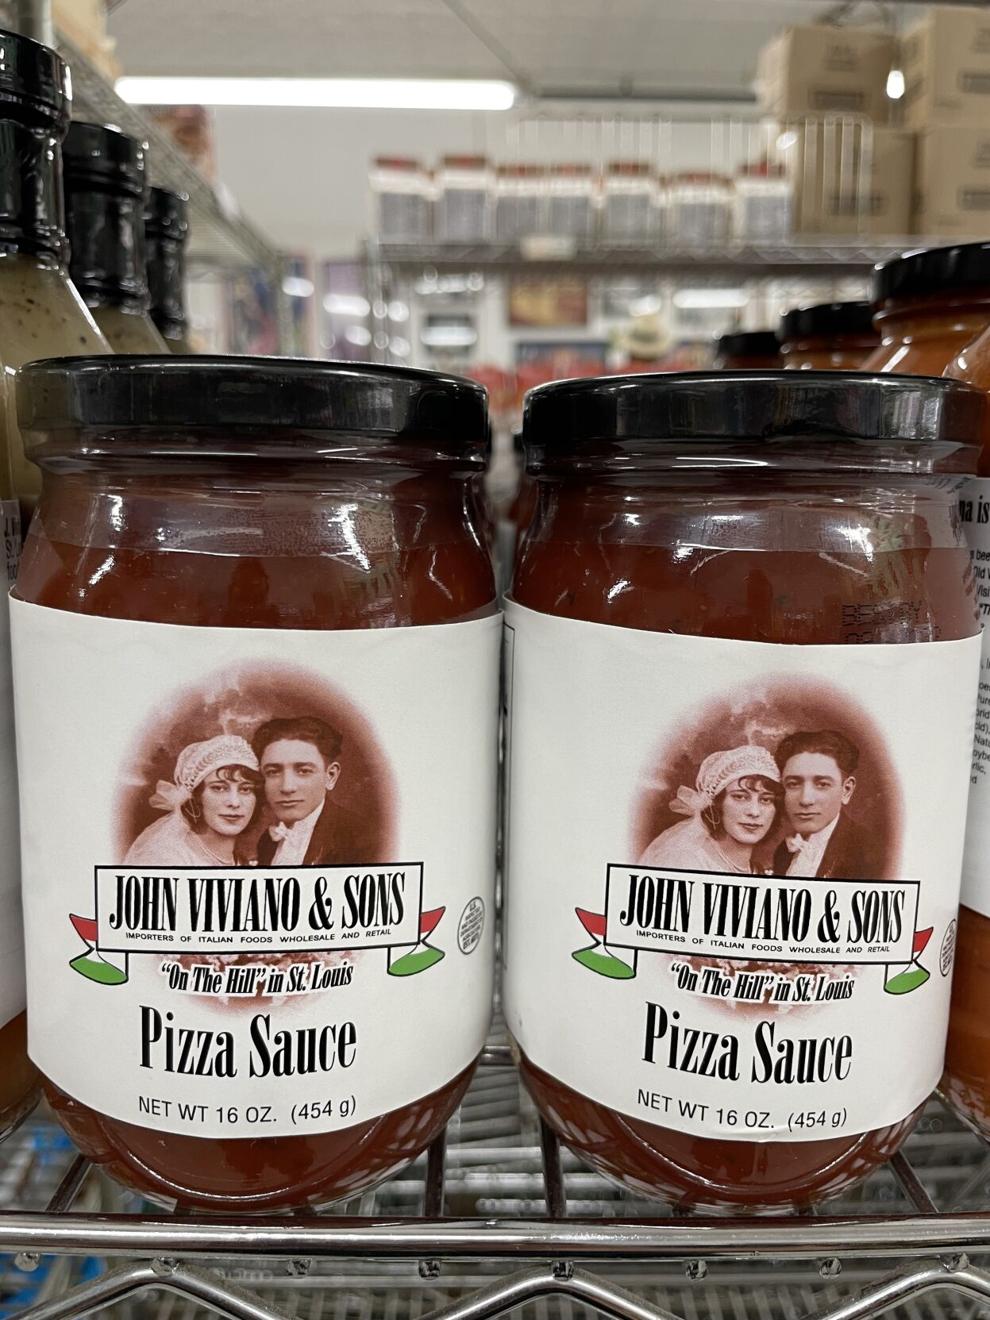 JOHN VIVIANO & SONS
IMPORTERS OF ITALIAN FOODS WHOLESALE AND RETAIL
"On The Hill" in St. Louis
Pizza Sauce
NET WT 16 OZ. (454 g)
JOHN VIVIANO & SONS
IMPORTERS OF ITALIAN FOODS WHOLESALE AND RETAIL
"On The Hill" in St. Louis
Pizza Sauce
NET WT 16 OZ. (454 g)